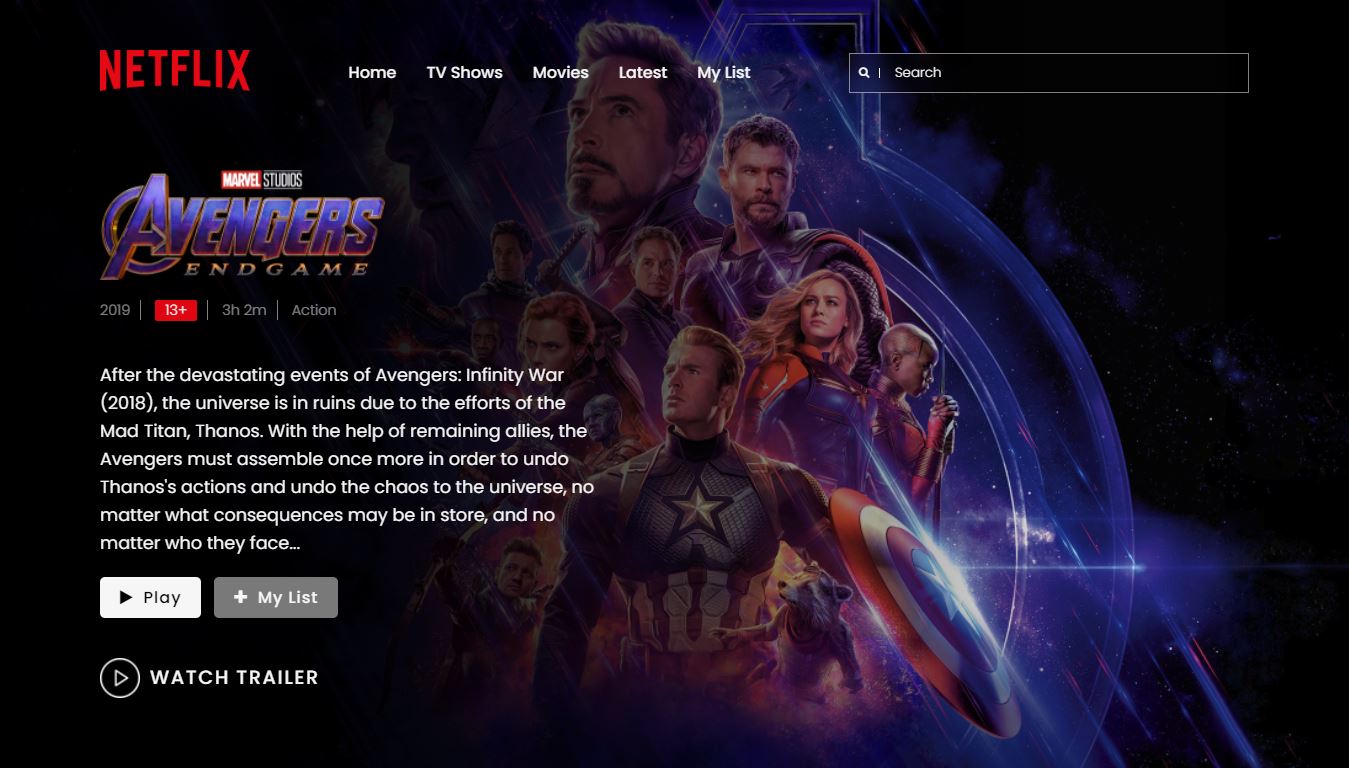 NETFLIX
Home TV Shows Movies Latest My List
Search
MARVEL STUDIOS
AVENGERS
ENDGAME
2019 13+ 3h 2m Action
After the devastating events of Avengers: Infinity War
(2018), the universe is in ruins due to the efforts of the
Mad Titan, Thanos. With the help of remaining allies, the
Avengers must assemble once more in order to undo
Thanos's actions and undo the chaos to the universe, no
matter what consequences may be in store, and no
matter who they face...
Play
My List
WATCH TRAILER